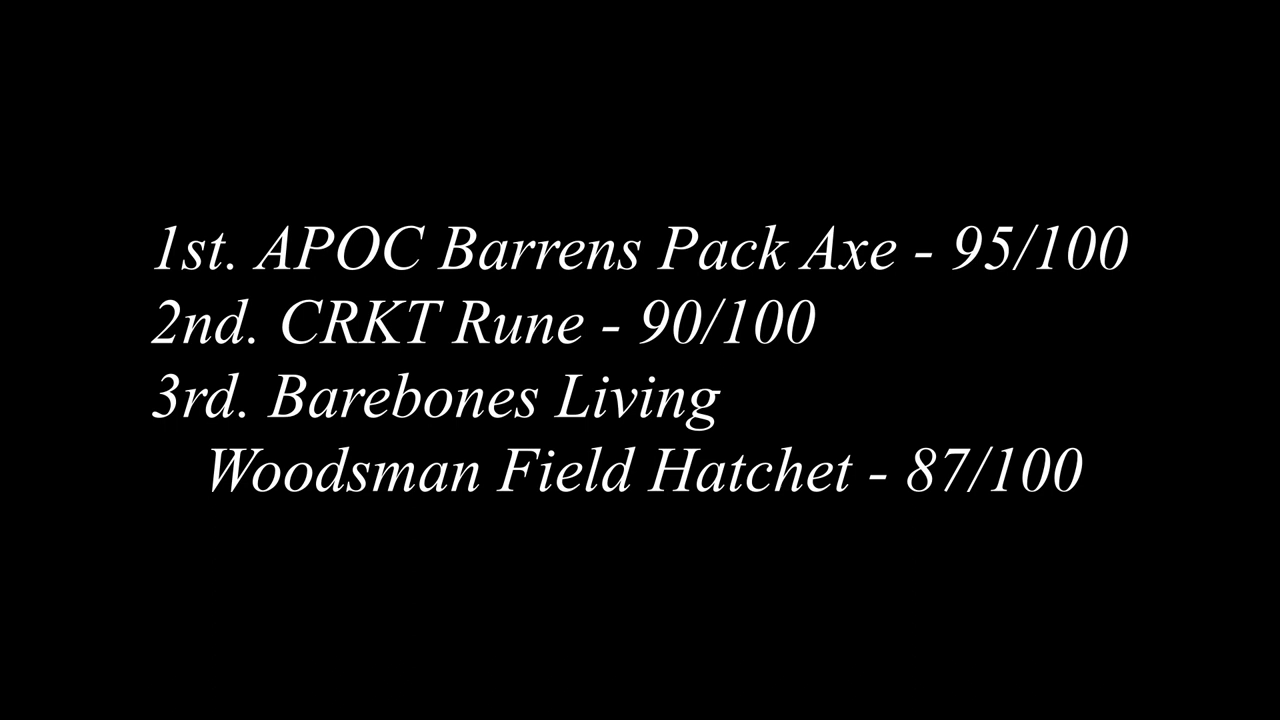 1st. APOC Barrens Pack Axe - 95/100
2nd. CRKT Rune - 90/100
3rd. Barebones Living
Woodsman Field Hatchet - 87/100